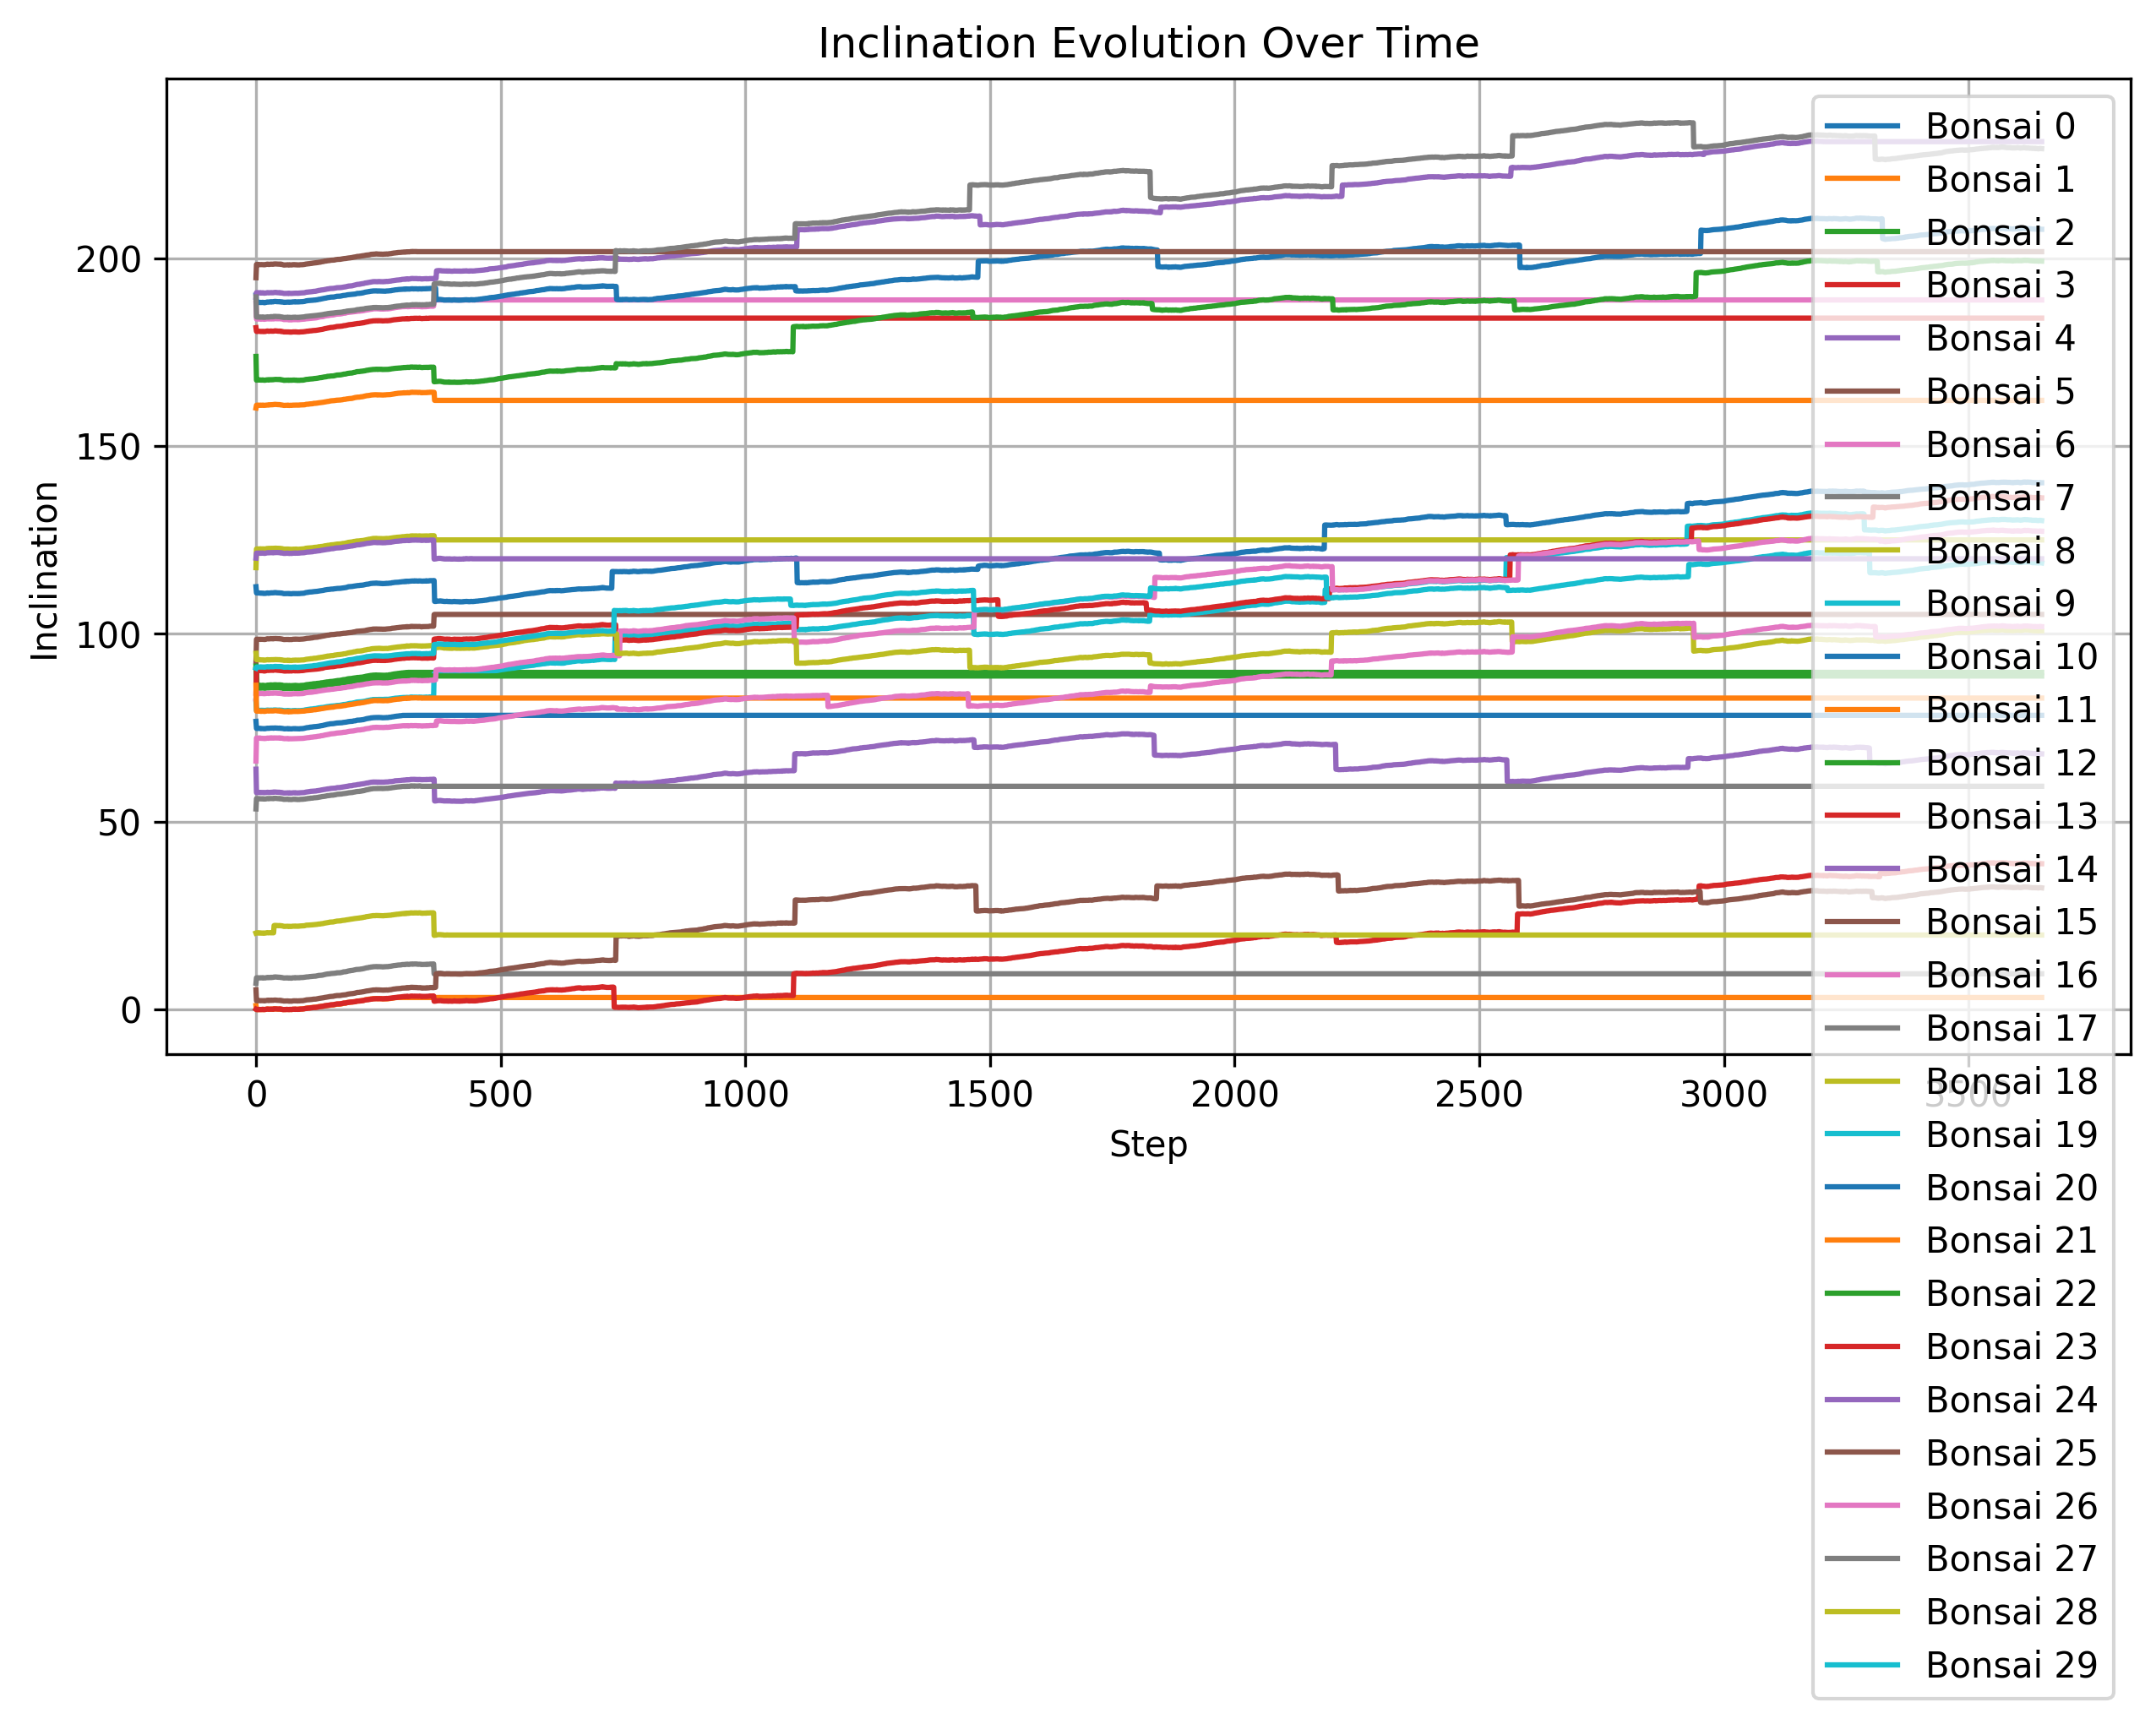 Inclination Evolution Over Time
Inclination
200
150
100
50
0
0 500 1000 1500 2000 2500 3000 3500
Step
Bonsai 0
Bonsai 1
Bonsai 2
Bonsai 3
Bonsai 4
Bonsai 5
Bonsai 6
Bonsai 7
Bonsai 8
Bonsai 9
Bonsai 10
Bonsai 11
Bonsai 12
Bonsai 13
Bonsai 14
Bonsai 15
Bonsai 16
Bonsai 17
Bonsai 18
Bonsai 19
Bonsai 20
Bonsai 21
Bonsai 22
Bonsai 23
Bonsai 24
Bonsai 25
Bonsai 26
Bonsai 27
Bonsai 28
Bonsai 29